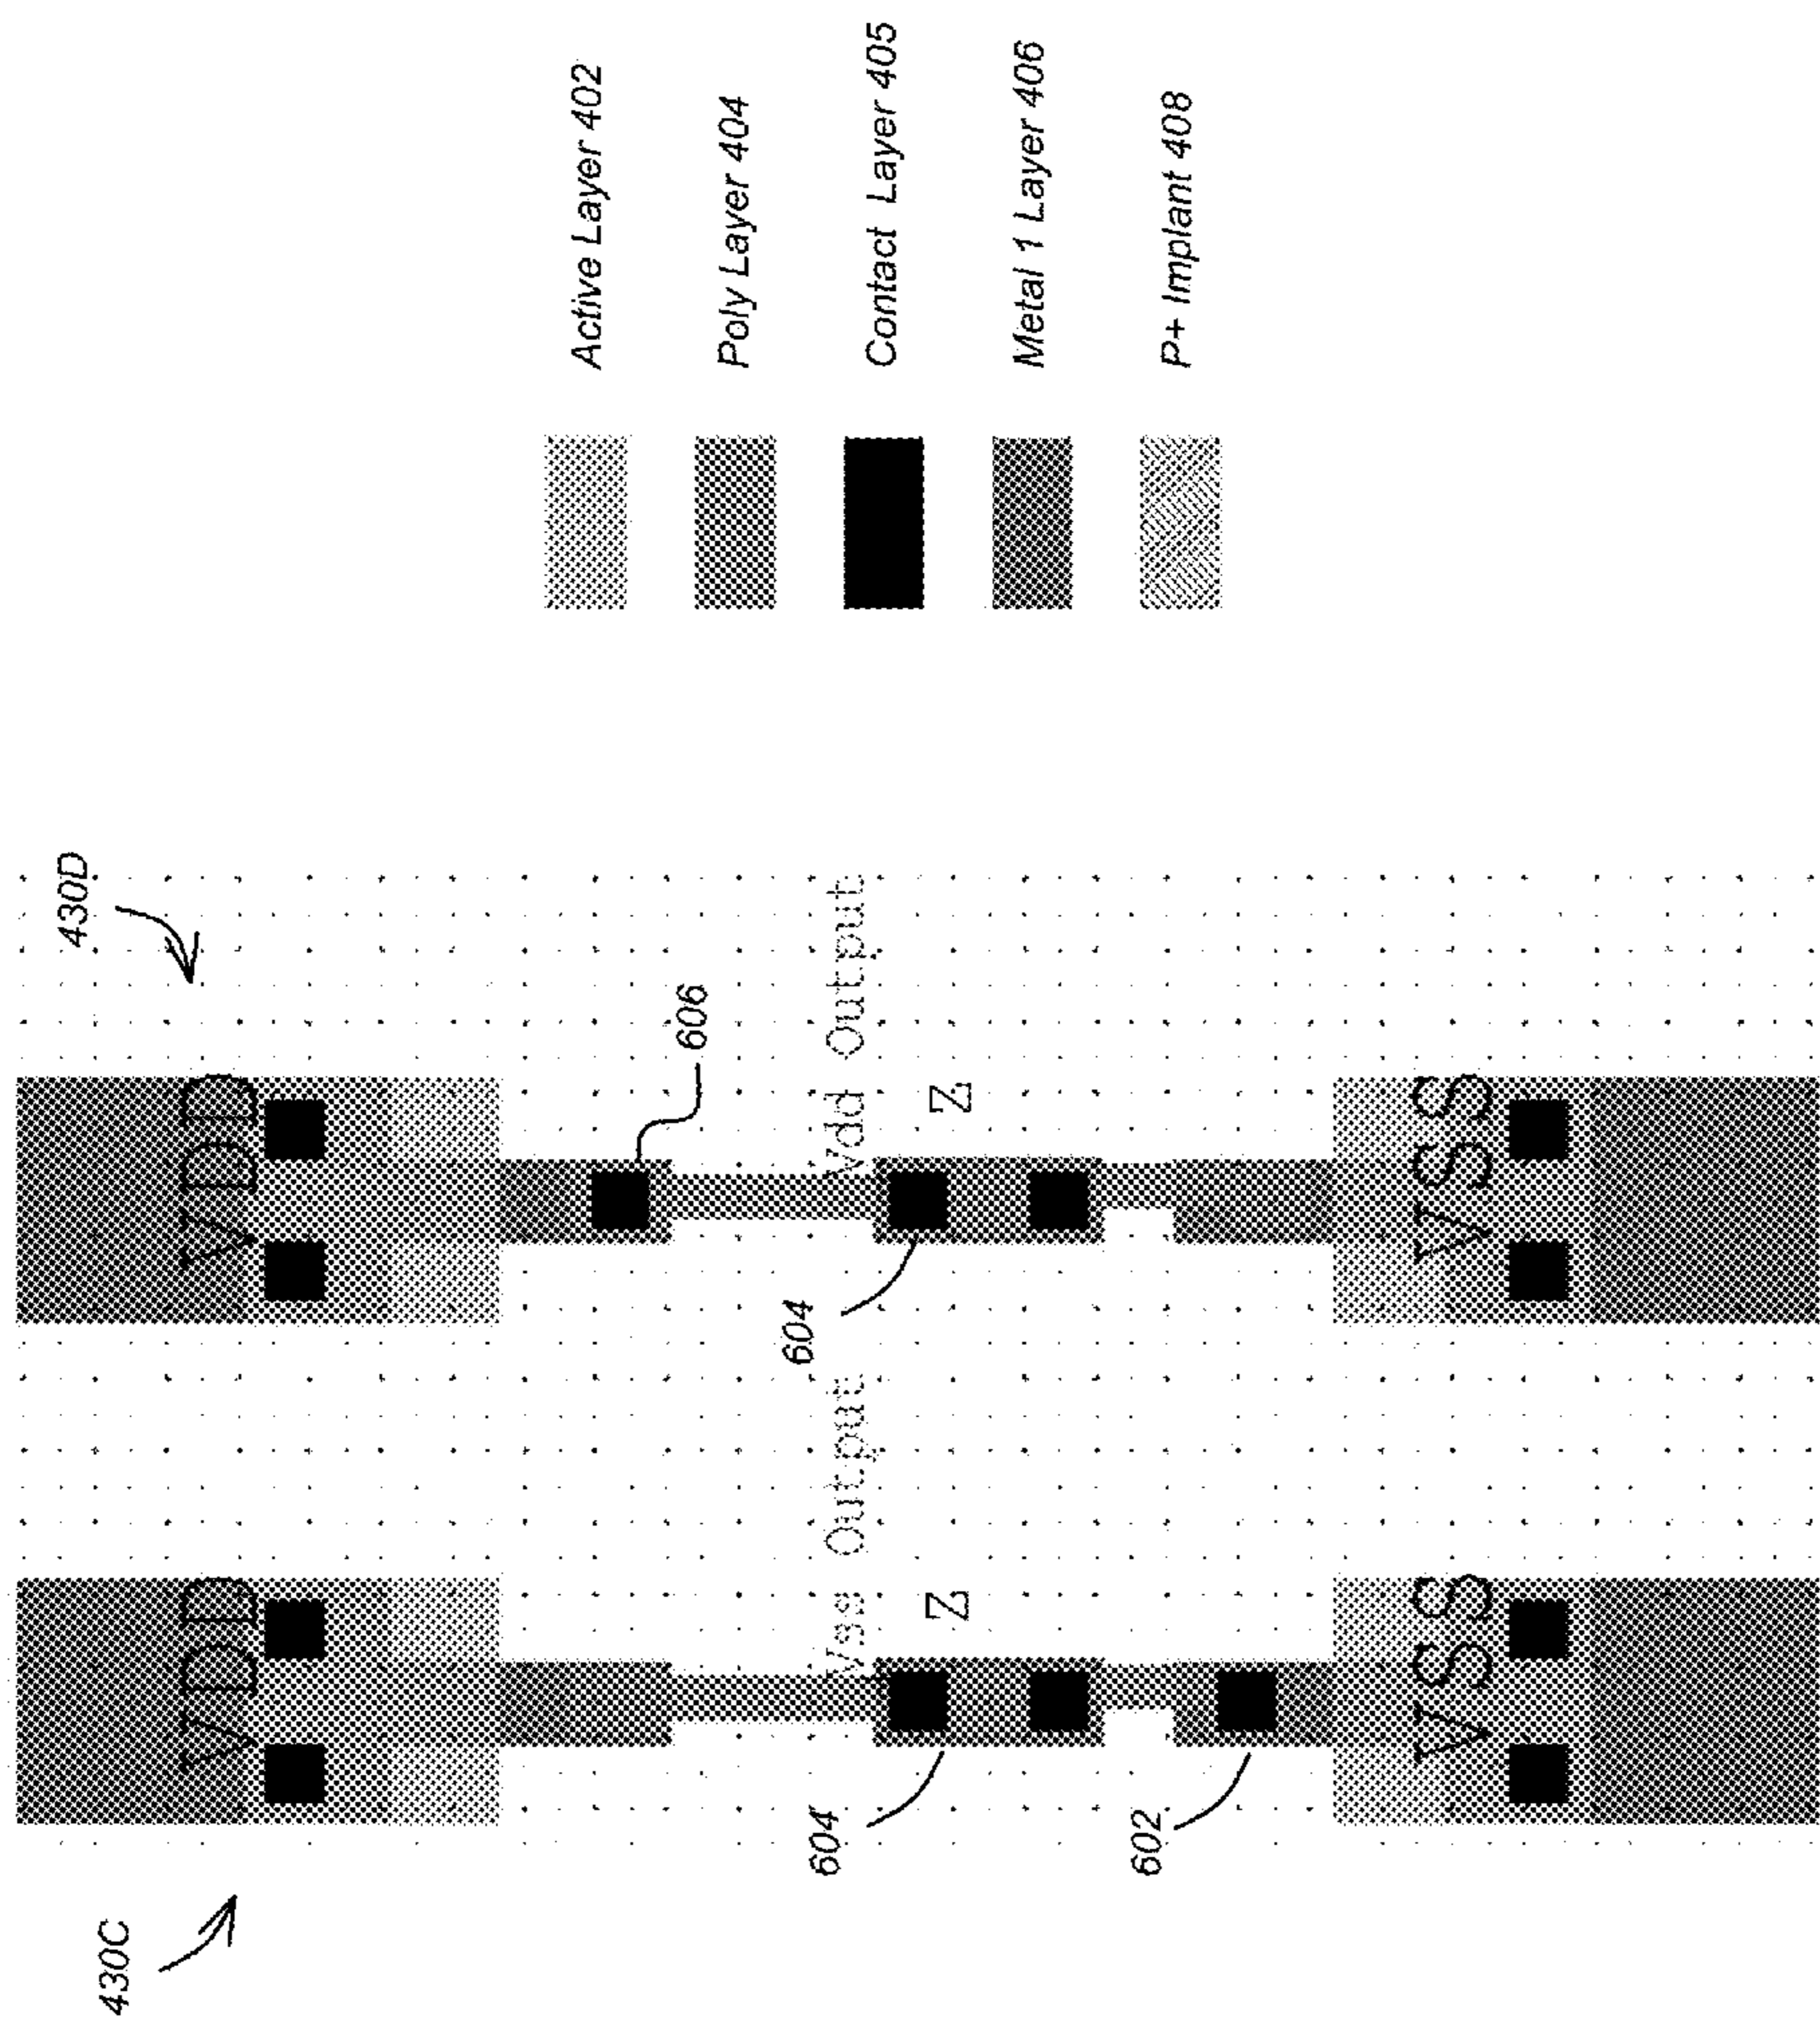 430C
VDD
604
Vss Output
Z
602
VSS
430D
VDD
606
604
Vdd Output
Z
VSS
Active Layer 402
Poly Layer 404
Contact Layer 405
Metal 1 Layer 406
P+ Implant 408